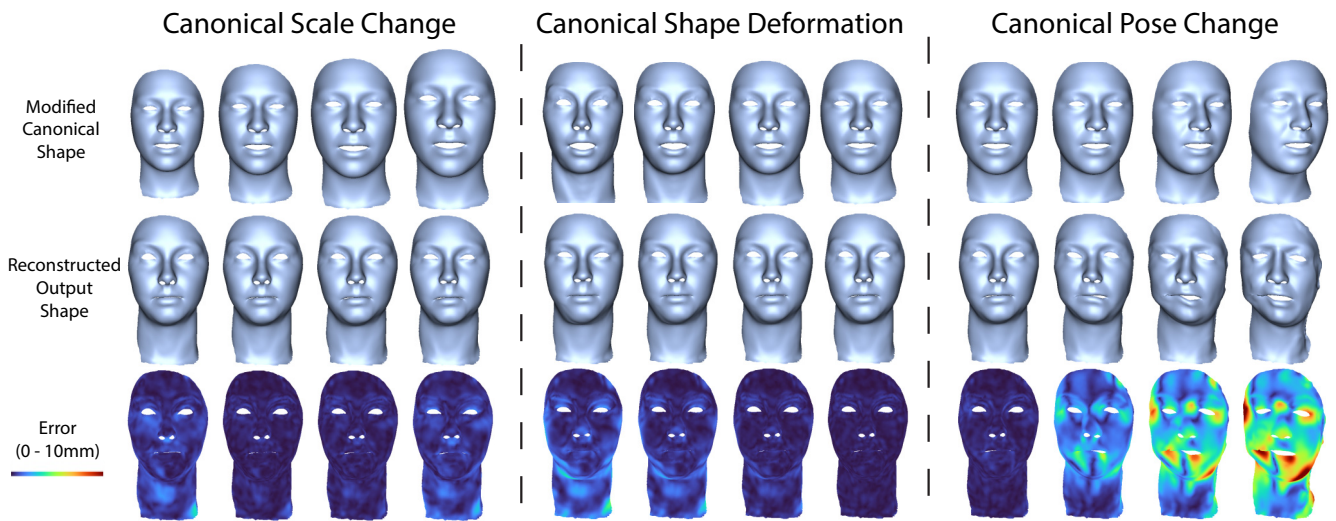 Canonical Scale Change
Canonical Shape Deformation
Canonical Pose Change
Modified
Canonical
Shape
Reconstructed
Output
Shape
Error
(0 - 10mm)